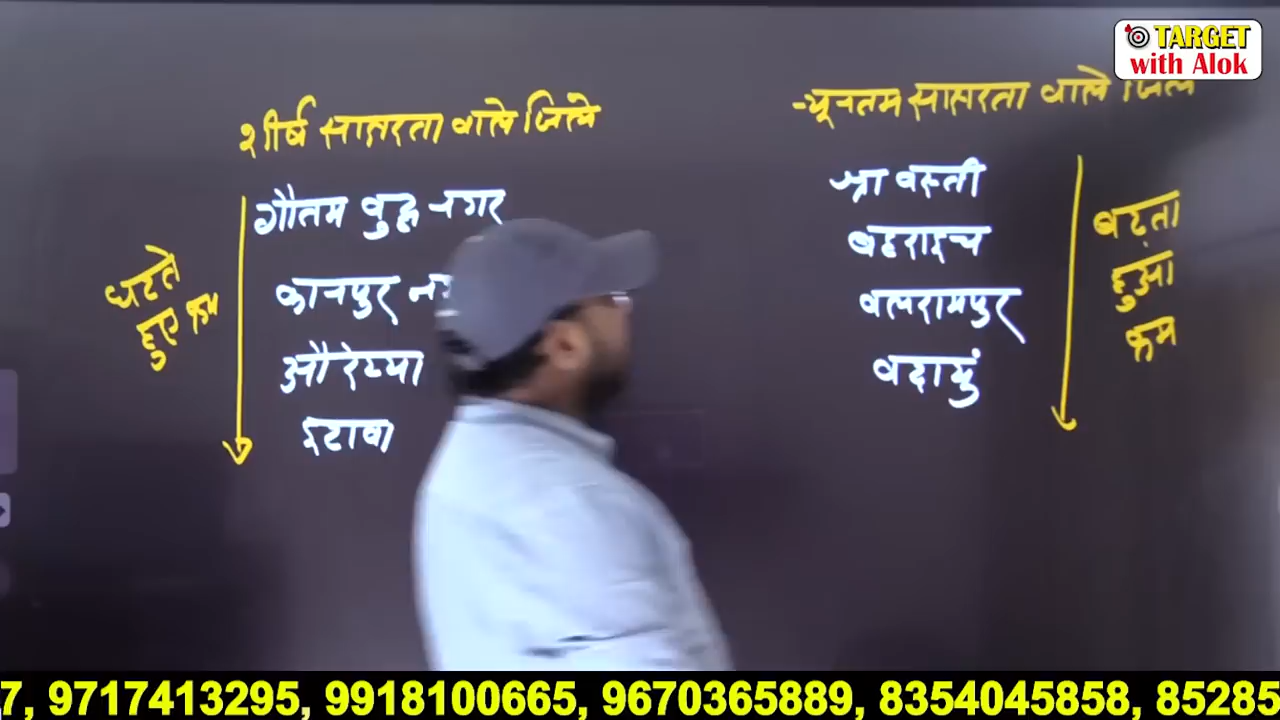 TARGET
with Alok
शीर्ष साक्षरता वाले जिले
गौतम बुद्ध नगर
कानपुर
औरैय्या
इटावा
घटते
हुए क्रम
न्यूनतम साक्षरता वाले जिले
श्रावस्ती
बहराइच
बलरामपुर
बदायुं
बढ़ता
हुआ
क्रम
7, 9717413295, 9918100665, 9670365889, 8354045858, 85285